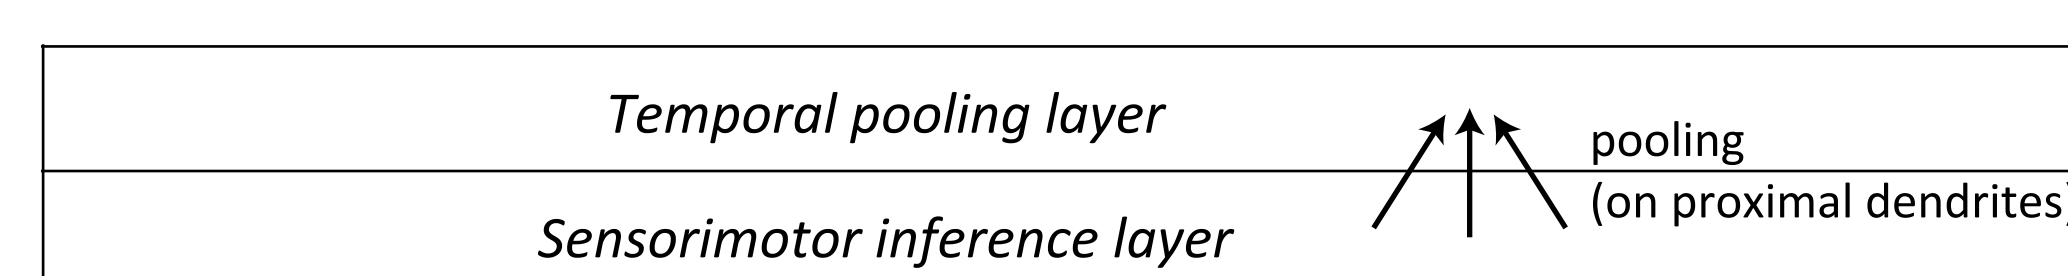 Temporal pooling layer
pooling
(on proximal dendrites)
Sensorimotor inference layer